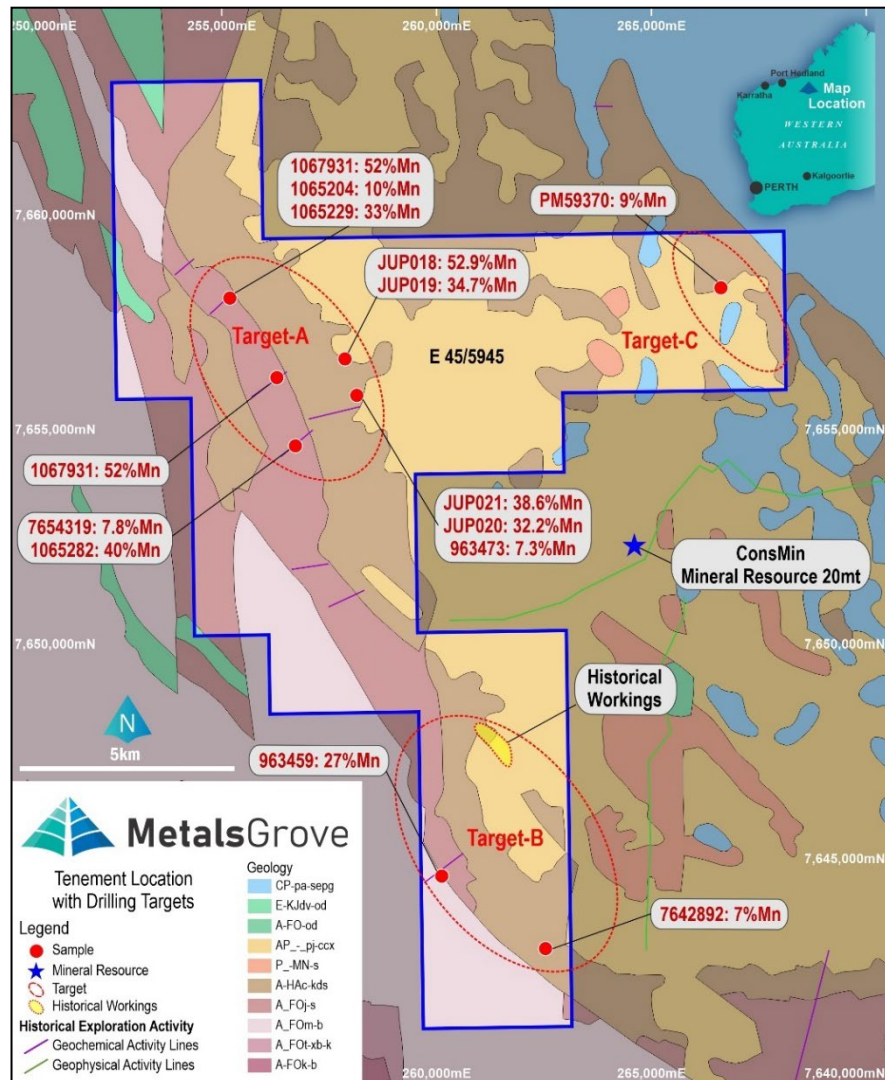 250,000mE
255,000mE
260,000mE
265,000mE
Port Hedland
Karratha
Map
Location
WESTERN
AUSTRALIA
PERTH
Kalgoorlie
1067931: 52%Mn
1065204: 10%Mn
1065229: 33%Mn
PM59370: 9%Mn
7,660,000mN
7,660,000mN
JUP018: 52.9%Mn
JUP019: 34.7%Mn
Target-A
E 45/5945
Target-C
7,655,000mN
7,655,000mN
1067931: 52%Mn
7654319: 7.8%Mn
1065282: 40%Mn
JUP021: 38.6%Mn
JUP020: 32.2%Mn
963473: 7.3%Mn
ConsMin
Mineral Resource 20mt
7,650,000mN
7,650,000mN
Historical
Workings
N
5km
963459: 27%Mn
Target-B
7,645,000mN
7642892: 7%Mn
MetalsGrove
Tenement Location
with Drilling Targets
Legend
Sample
Mineral Resource
Target
Historical Workings
Historical Exploration Activity
Geochemical Activity Lines
Geophysical Activity Lines
Geology
CP-pa-sepg
E-KJdv-od
A-FO-od
AP_-_pj-ccx
P_-MN-s
A-HAc-kds
A_FOj-s
A_FOm-b
A_FOt-xb-k
A-FOk-b
260,000mE
265,000mE
7,640,000mN